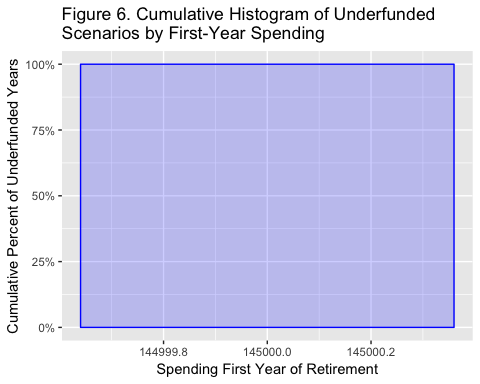 Figure 6. Cumulative Histogram of Underfunded
Scenarios by First-Year Spending
Cumulative Percent of Underfunded Years
100%
75%
50%
25%
0%
144999.8 145000.0 145000.2
Spending First Year of Retirement